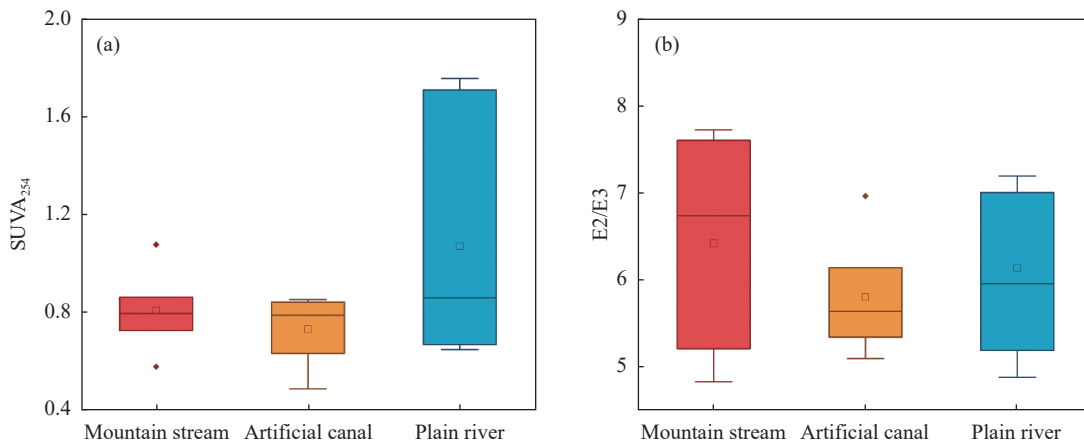 (a)
2.0
1.6
1.2
0.8
0.4
SUVA₂₅₄
Mountain stream Artificial canal Plain river
(b)
9
8
7
6
5
E2/E3
Mountain stream Artificial canal Plain river